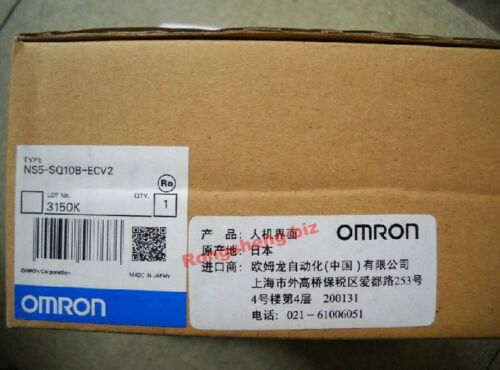 TYPE
NS5-SQ10B-ECV2
LOT No.
QTY.
Ro
3150K
1
OMRON Corporation
MADE IN JAPAN
OMRON
产 品: 人机界面
OMRON
原产地: 日本
进口商: 欧姆龙自动化(中国)有限公司
上海市外高桥保税区爱都路253号
4号楼第4层 200131
电话: 021-61006051
Rongsheng.biz